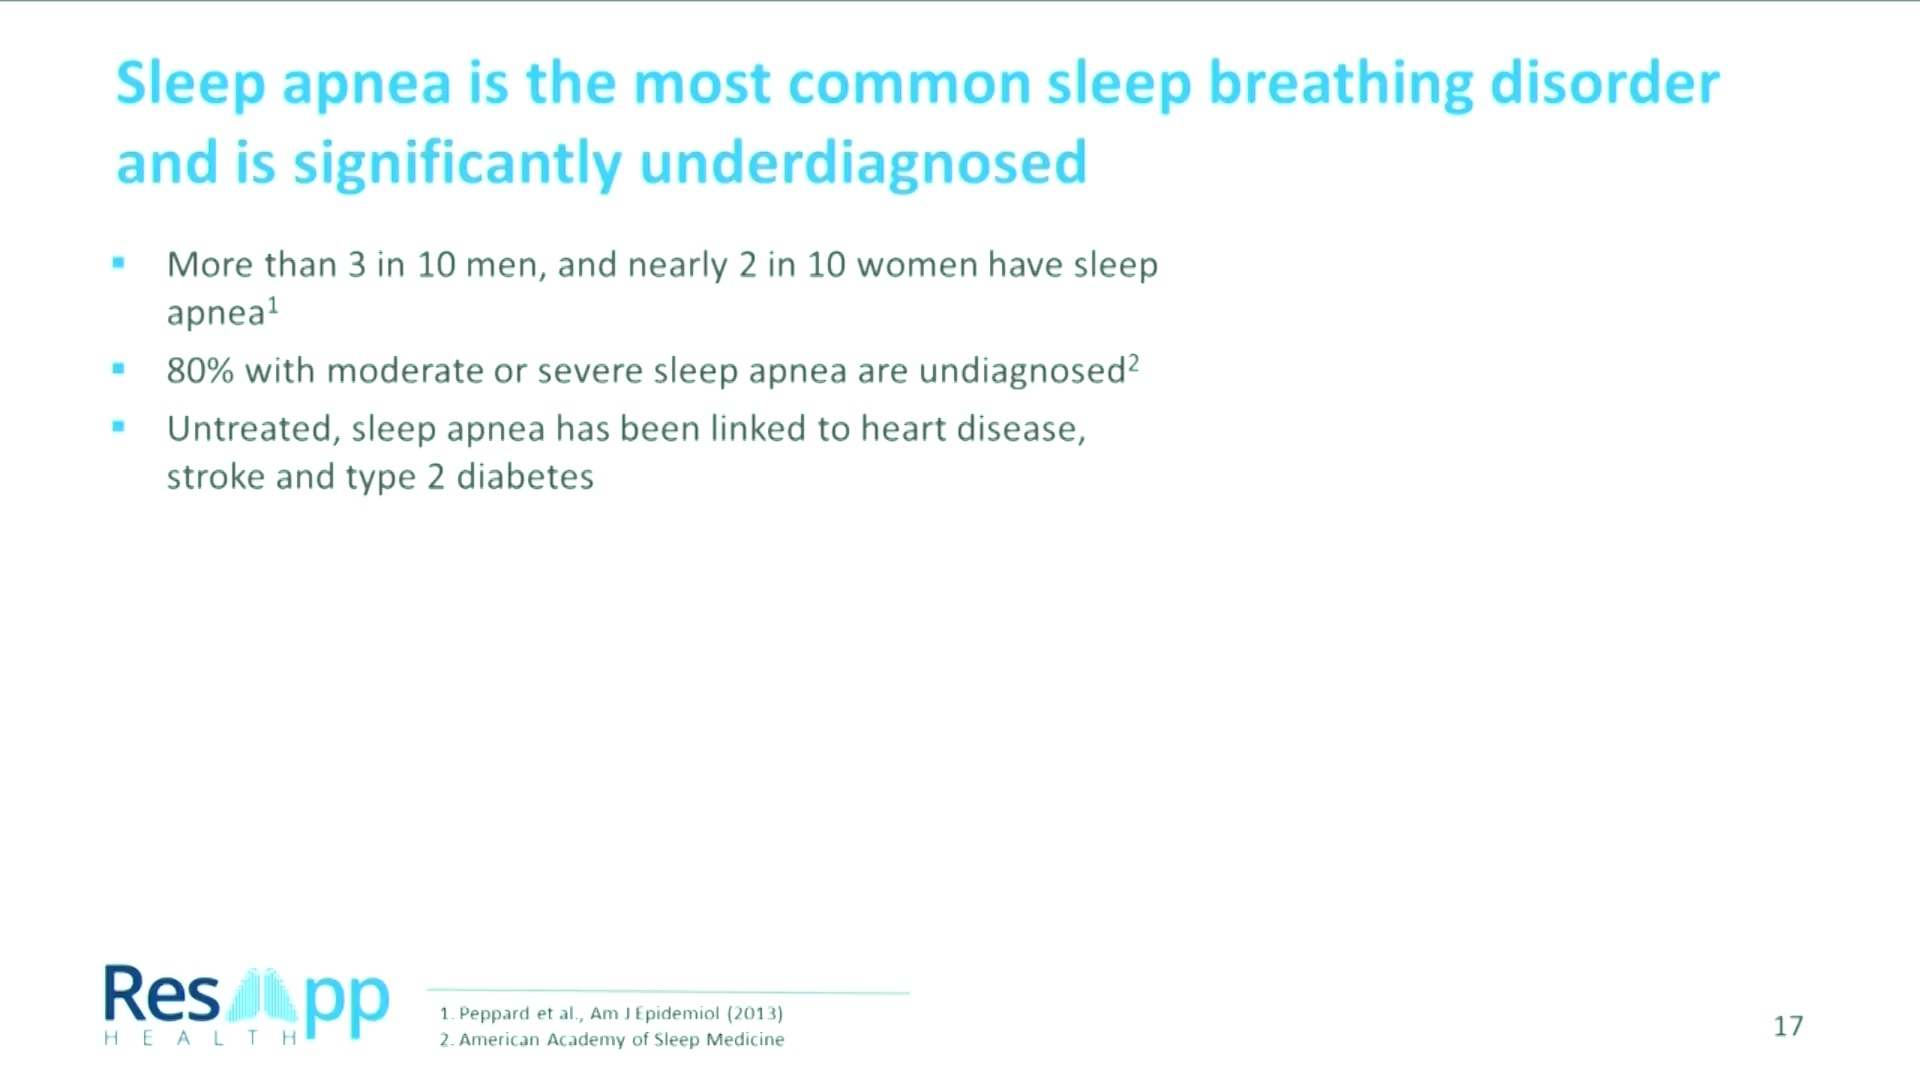 Sleep apnea is the most common sleep breathing disorder
and is significantly underdiagnosed
▪ More than 3 in 10 men, and nearly 2 in 10 women have sleep
apnea¹
▪ 80% with moderate or severe sleep apnea are undiagnosed²
▪ Untreated, sleep apnea has been linked to heart disease,
stroke and type 2 diabetes
ResApp
HEALTH
1. Peppard et al., Am J Epidemiol (2013)
2. American Academy of Sleep Medicine
17